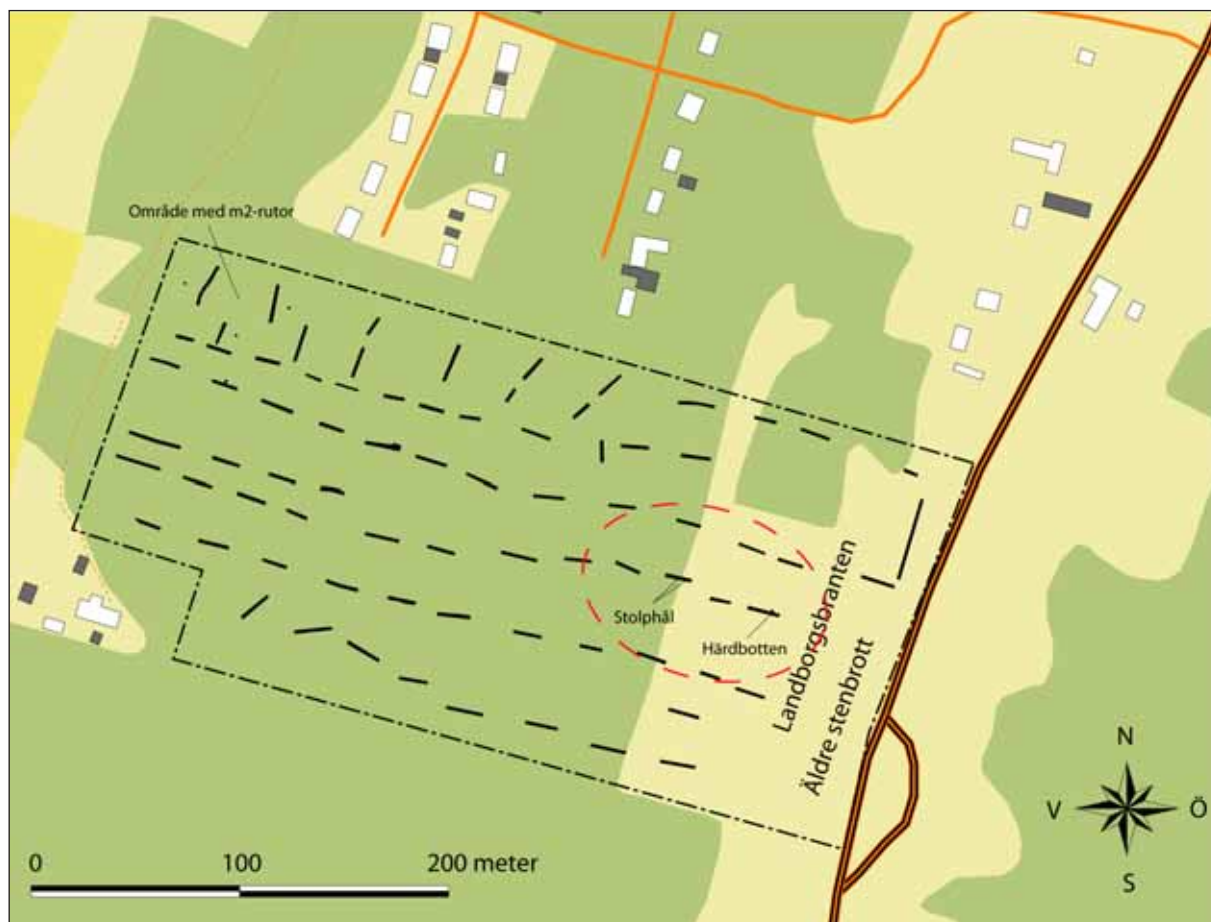 Område med m2-rutor
Stolphål
Härdbotten
Landborgsbranten
Äldre stenbrott
N
V Ö
S
0 100 200 meter